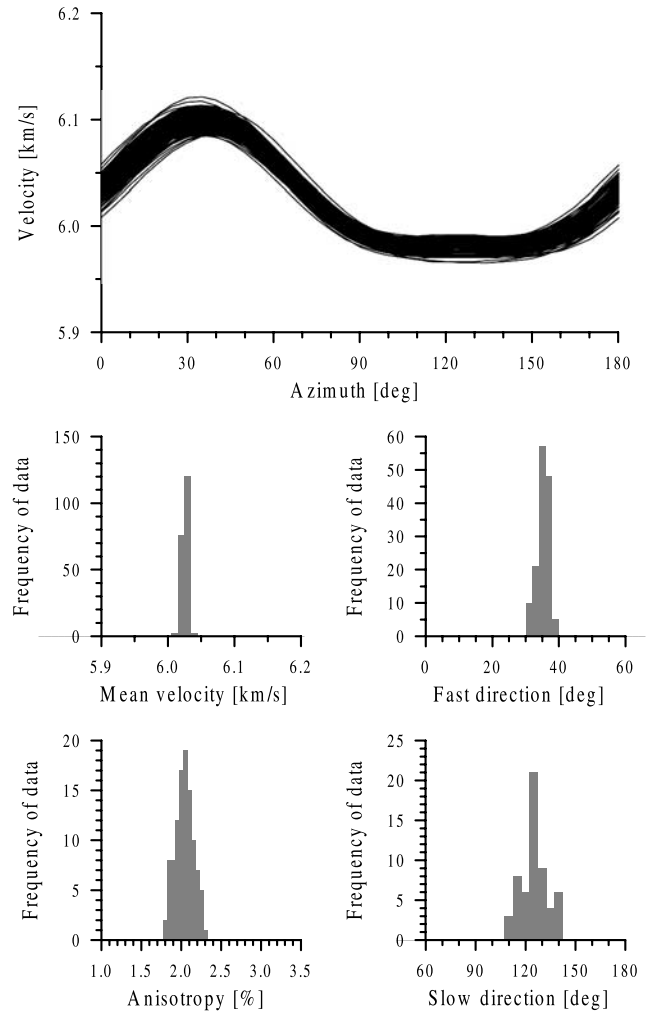 6.2
6.1
6.0
5.9
Velocity [km/s]
0 30 60 90 120 150 180
Azimuth [deg]
150
100
50
0
Frequency of data
5.9 6.0 6.1 6.2
Mean velocity [km/s]
60
50
40
30
20
10
0
Frequency of data
0 20 40 60
Fast direction [deg]
20
15
10
5
0
Frequency of data
1.0 1.5 2.0 2.5 3.0 3.5
Anisotropy [%]
25
20
15
10
5
0
Frequency of data
60 90 120 150 180
Slow direction [deg]